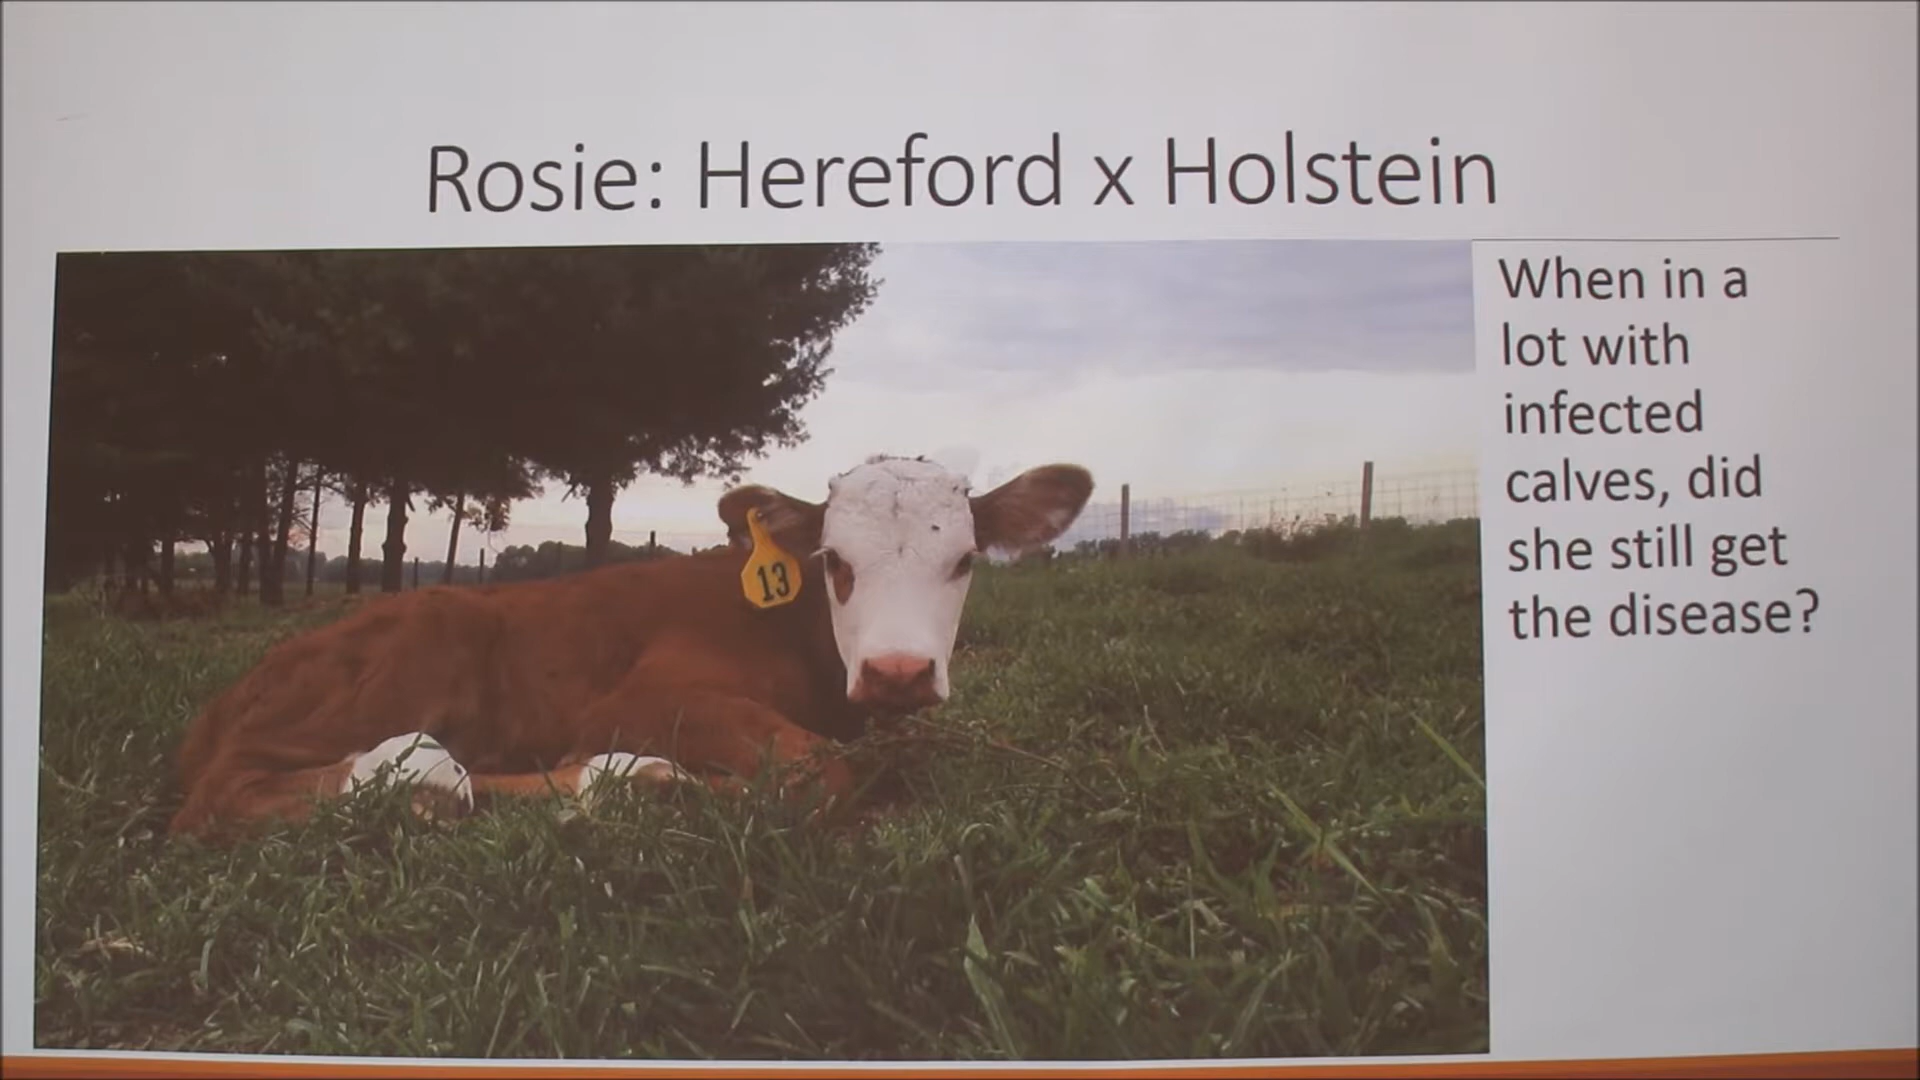 Rosie: Hereford x Holstein
When in a
lot with
infected
calves, did
she still get
the disease?
13